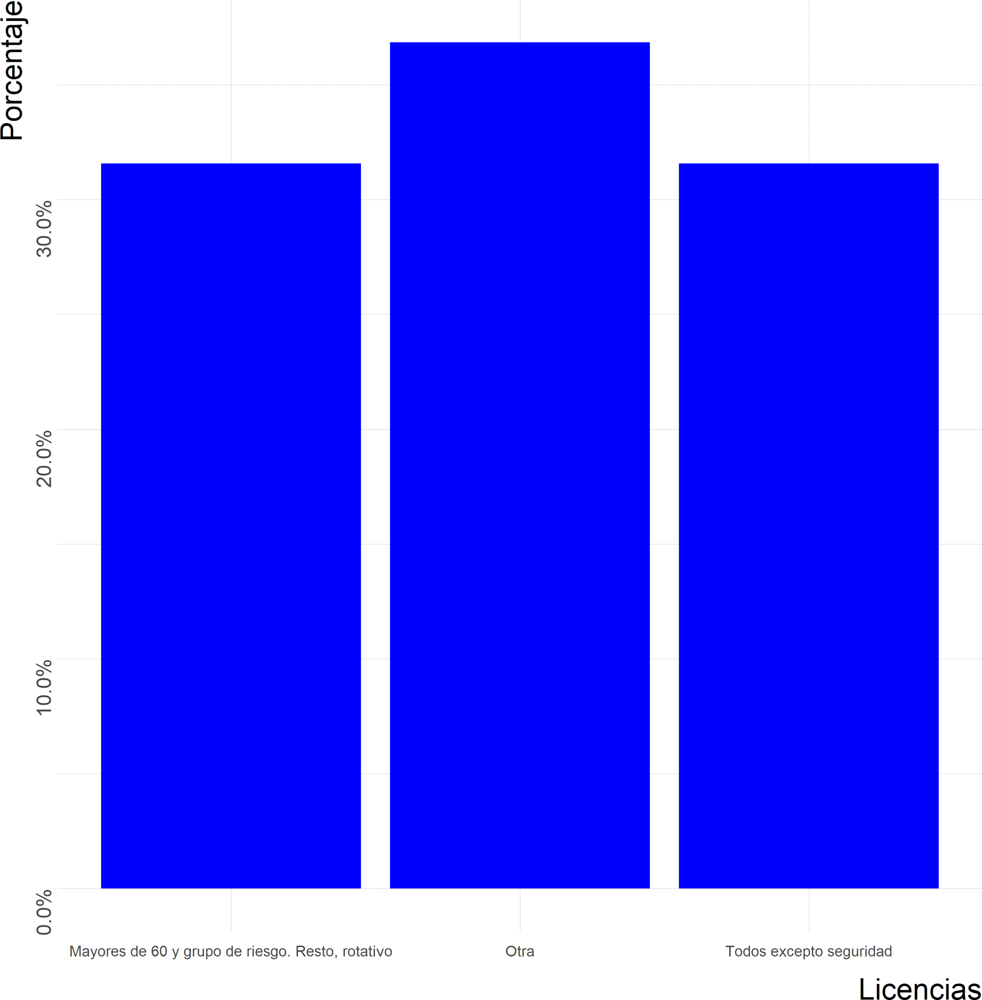 Porcentaje
30.0%
20.0%
10.0%
0.0%
Mayores de 60 y grupo de riesgo. Resto, rotativo
Otra
Todos excepto seguridad
Licencias